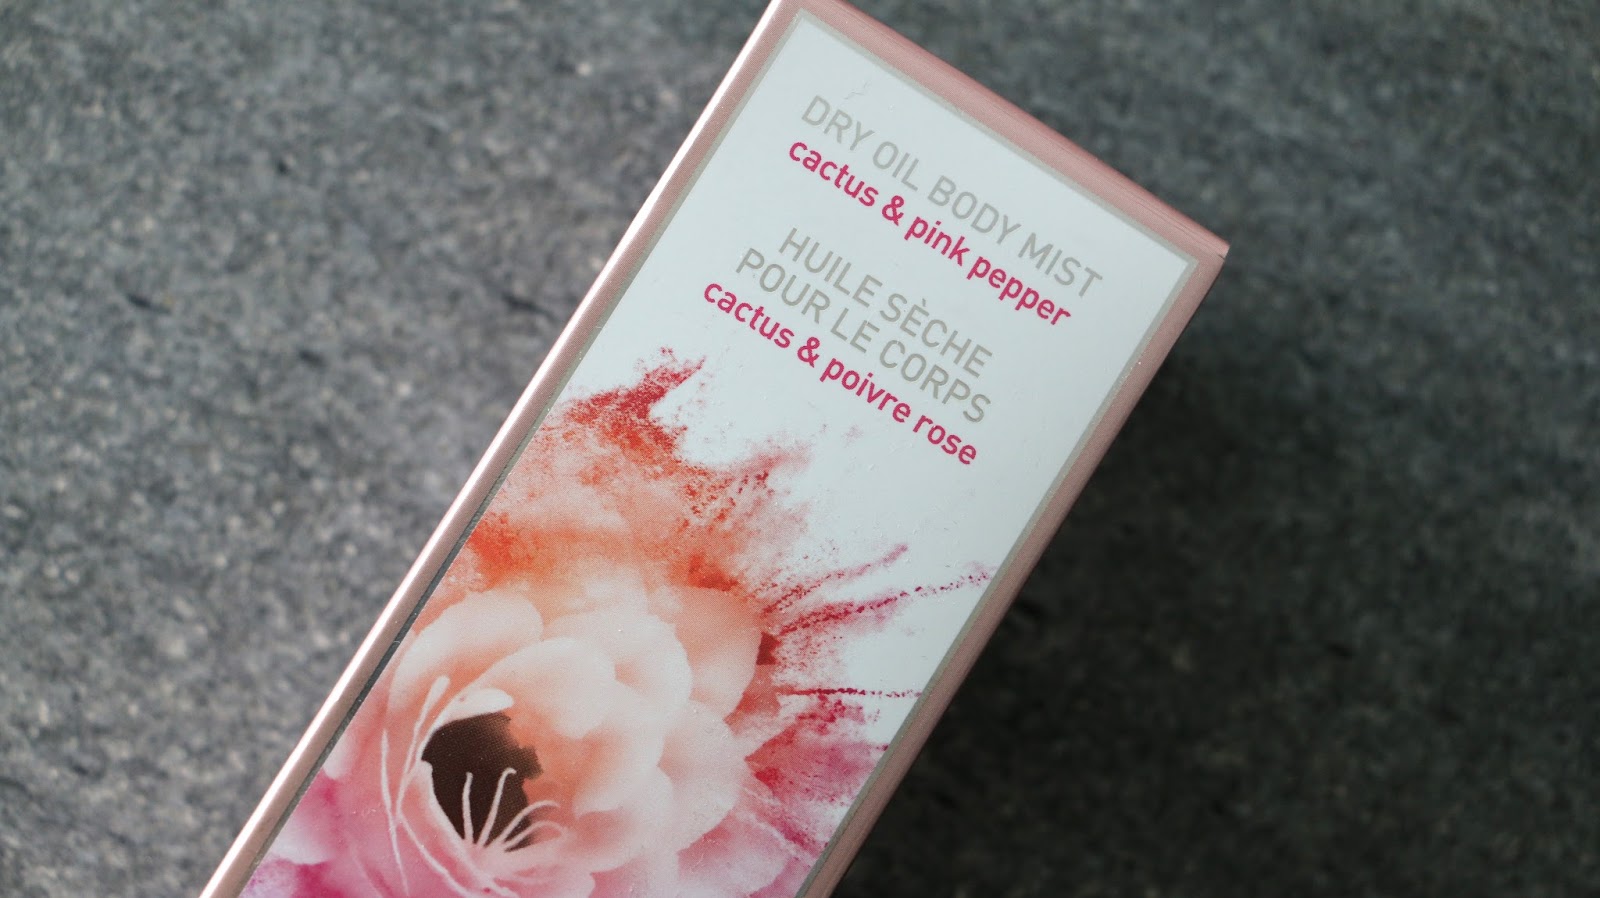 DRY OIL BODY MIST
cactus & pink pepper
HUILE SÈCHE
POUR LE CORPS
cactus & poivre rose